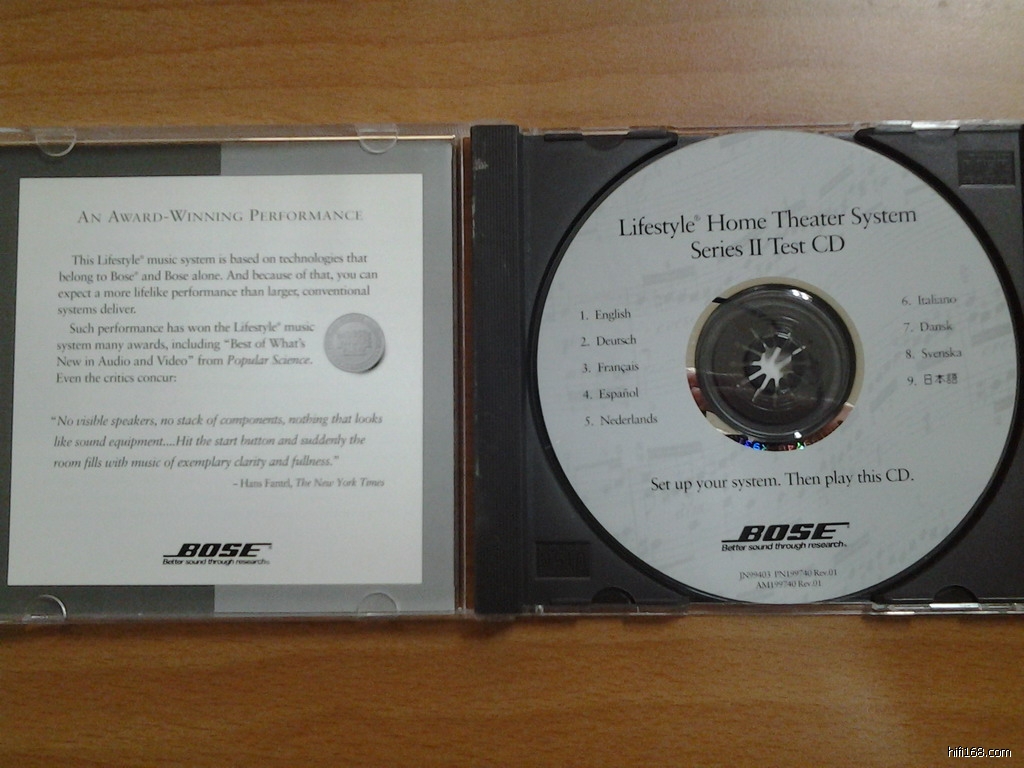 AN AWARD-WINNING PERFORMANCE
This Lifestyle® music system is based on technologies that
belong to Bose® and Bose alone. And because of that, you can
expect a more lifelike performance than larger, conventional
systems deliver.
Such performance has won the Lifestyle® music
system many awards, including "Best of What's
New in Audio and Video" from Popular Science.
Even the critics concur:
"No visible speakers, no stack of components, nothing that looks
like sound equipment....Hit the start button and suddenly the
room fills with music of exemplary clarity and fullness."
– Hans Fantel, The New York Times
BOSE®
Better sound through research®
Lifestyle® Home Theater System
Series II Test CD
1. English
2. Deutsch
3. Français
4. Español
5. Nederlands
6. Italiano
7. Dansk
8. Svenska
9. 日本語
Set up your system. Then play this CD.
BOSE®
Better sound through research®
JN99403 PN199740 Rev.01
AM199740 Rev.01
hifi168.com